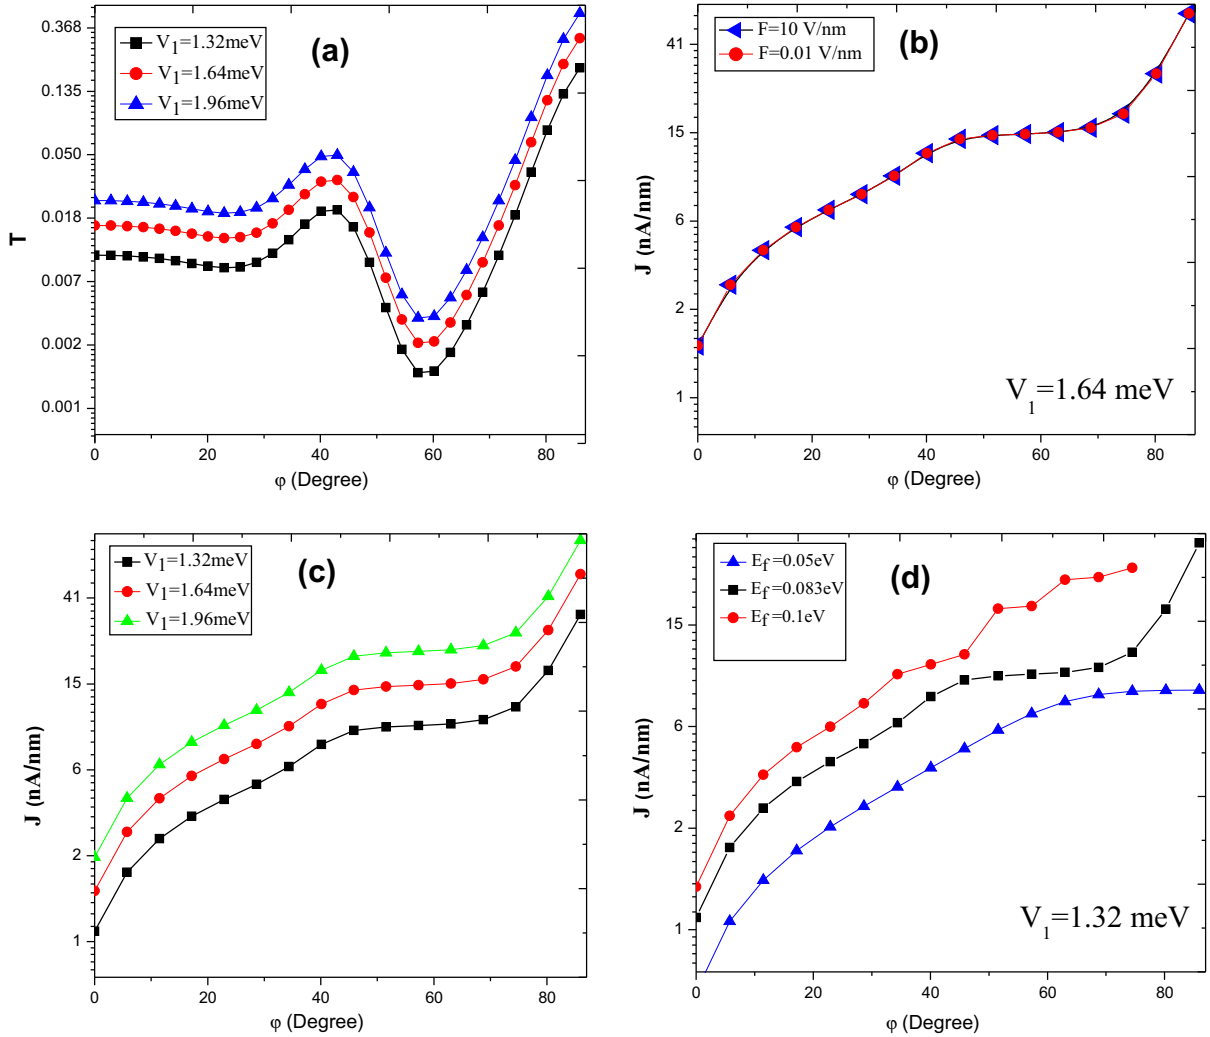 (a)
V1=1.32meV
V1=1.64meV
V1=1.96meV
0.368
0.135
0.050
0.018
0.007
0.002
0.001
T
0 20 40 60 80
φ (Degree)
(b)
F=10 V/nm
F=0.01 V/nm
41
15
6
2
1
J (nA/nm)
V1=1.64 meV
0 20 40 60 80
φ (Degree)
(c)
V1=1.32meV
V1=1.64meV
V1=1.96meV
41
15
6
2
1
J (nA/nm)
0 20 40 60 80
φ (Degree)
(d)
Ef=0.05eV
Ef=0.083eV
Ef=0.1eV
15
6
2
1
J (nA/nm)
V1=1.32 meV
0 20 40 60 80
φ (Degree)